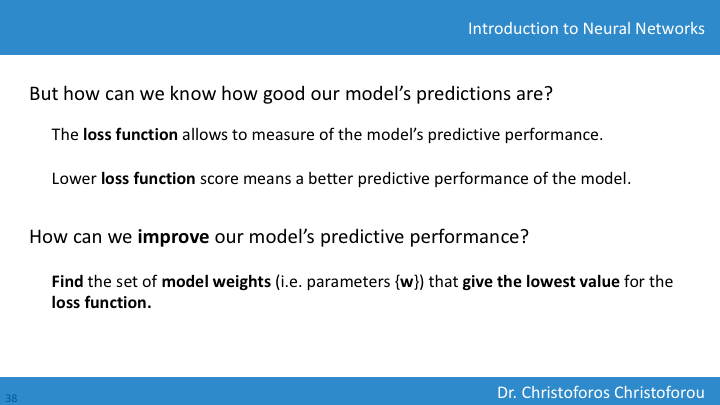 Introduction to Neural Networks
But how can we know how good our model’s predictions are?
The loss function allows to measure of the model’s predictive performance.
Lower loss function score means a better predictive performance of the model.
How can we improve our model’s predictive performance?
Find the set of model weights (i.e. parameters {w}) that give the lowest value for the
loss function.
Dr. Christoforos Christoforou
38